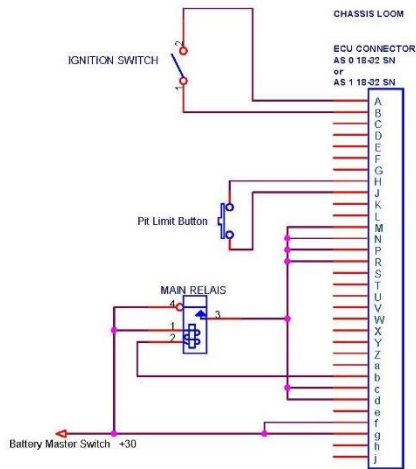 CHASSIS LOOM
ECU CONNECTOR
AS 0 18-32 SN
or
AS 1 18-32 SN
IGNITION SWITCH
2
1
Pit Limit Button
MAIN RELAIS
4
3
1
2
Battery Master Switch +30
A
B
C
D
E
F
G
H
J
K
L
M
N
P
R
S
T
U
V
W
X
Y
Z
a
b
c
d
e
f
g
h
j